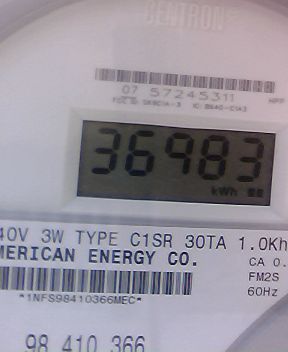 CENTRON®
07 57245311
36983
kWh
40V 3W TYPE C1SR 30TA 1.0Kh
MERICAN ENERGY CO.
CA 0.
FM2S
*1NFS98410366MEC*
60Hz
98 410 366